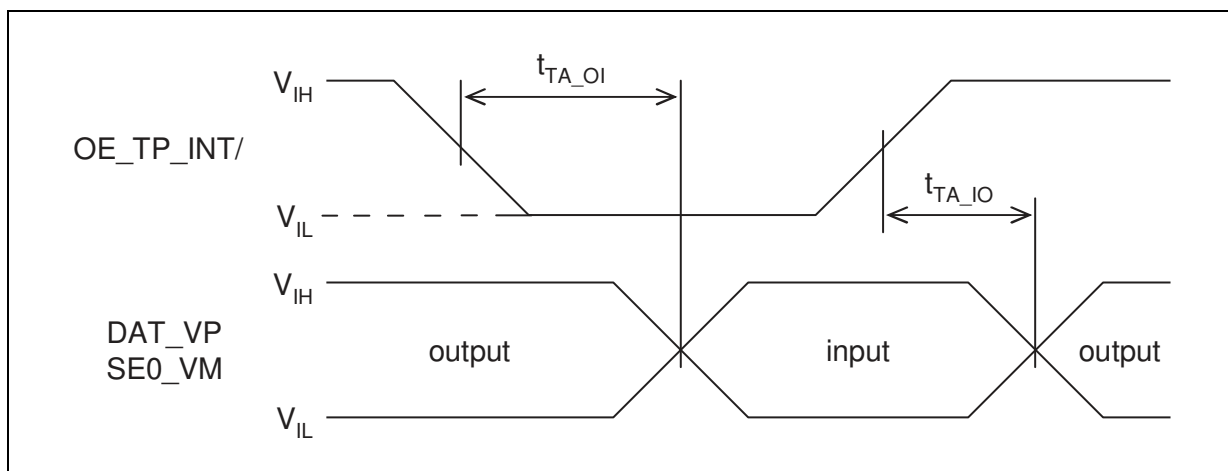 V_IH
t_TA_OI
OE_TP_INT/
t_TA_IO
V_IL
V_IH
DAT_VP
SE0_VM
output
input
output
V_IL